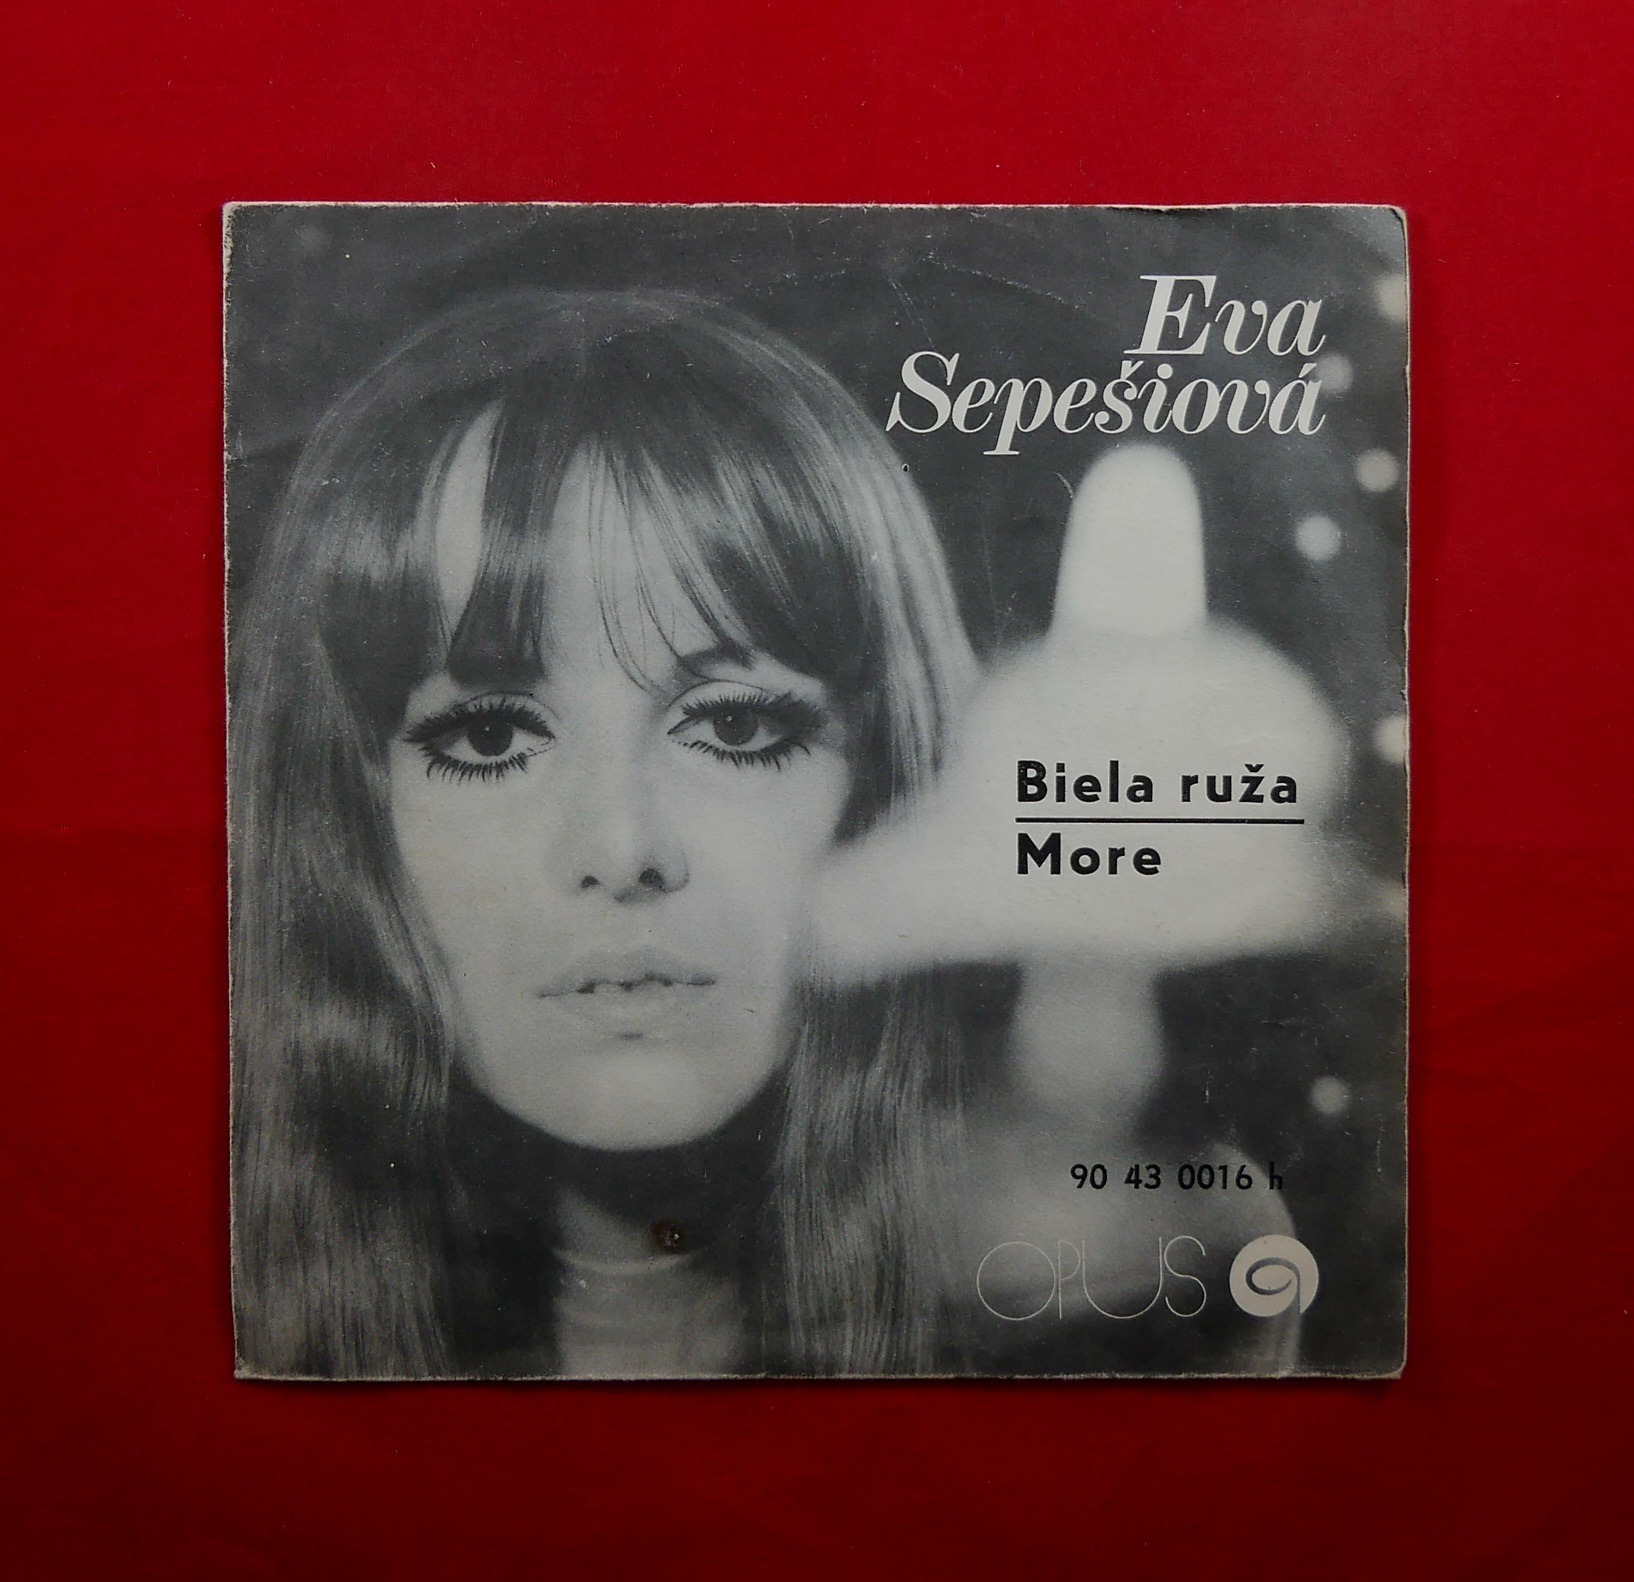 Eva
Sepešiová
Biela ruža
More
90 43 0016 h
OPUS